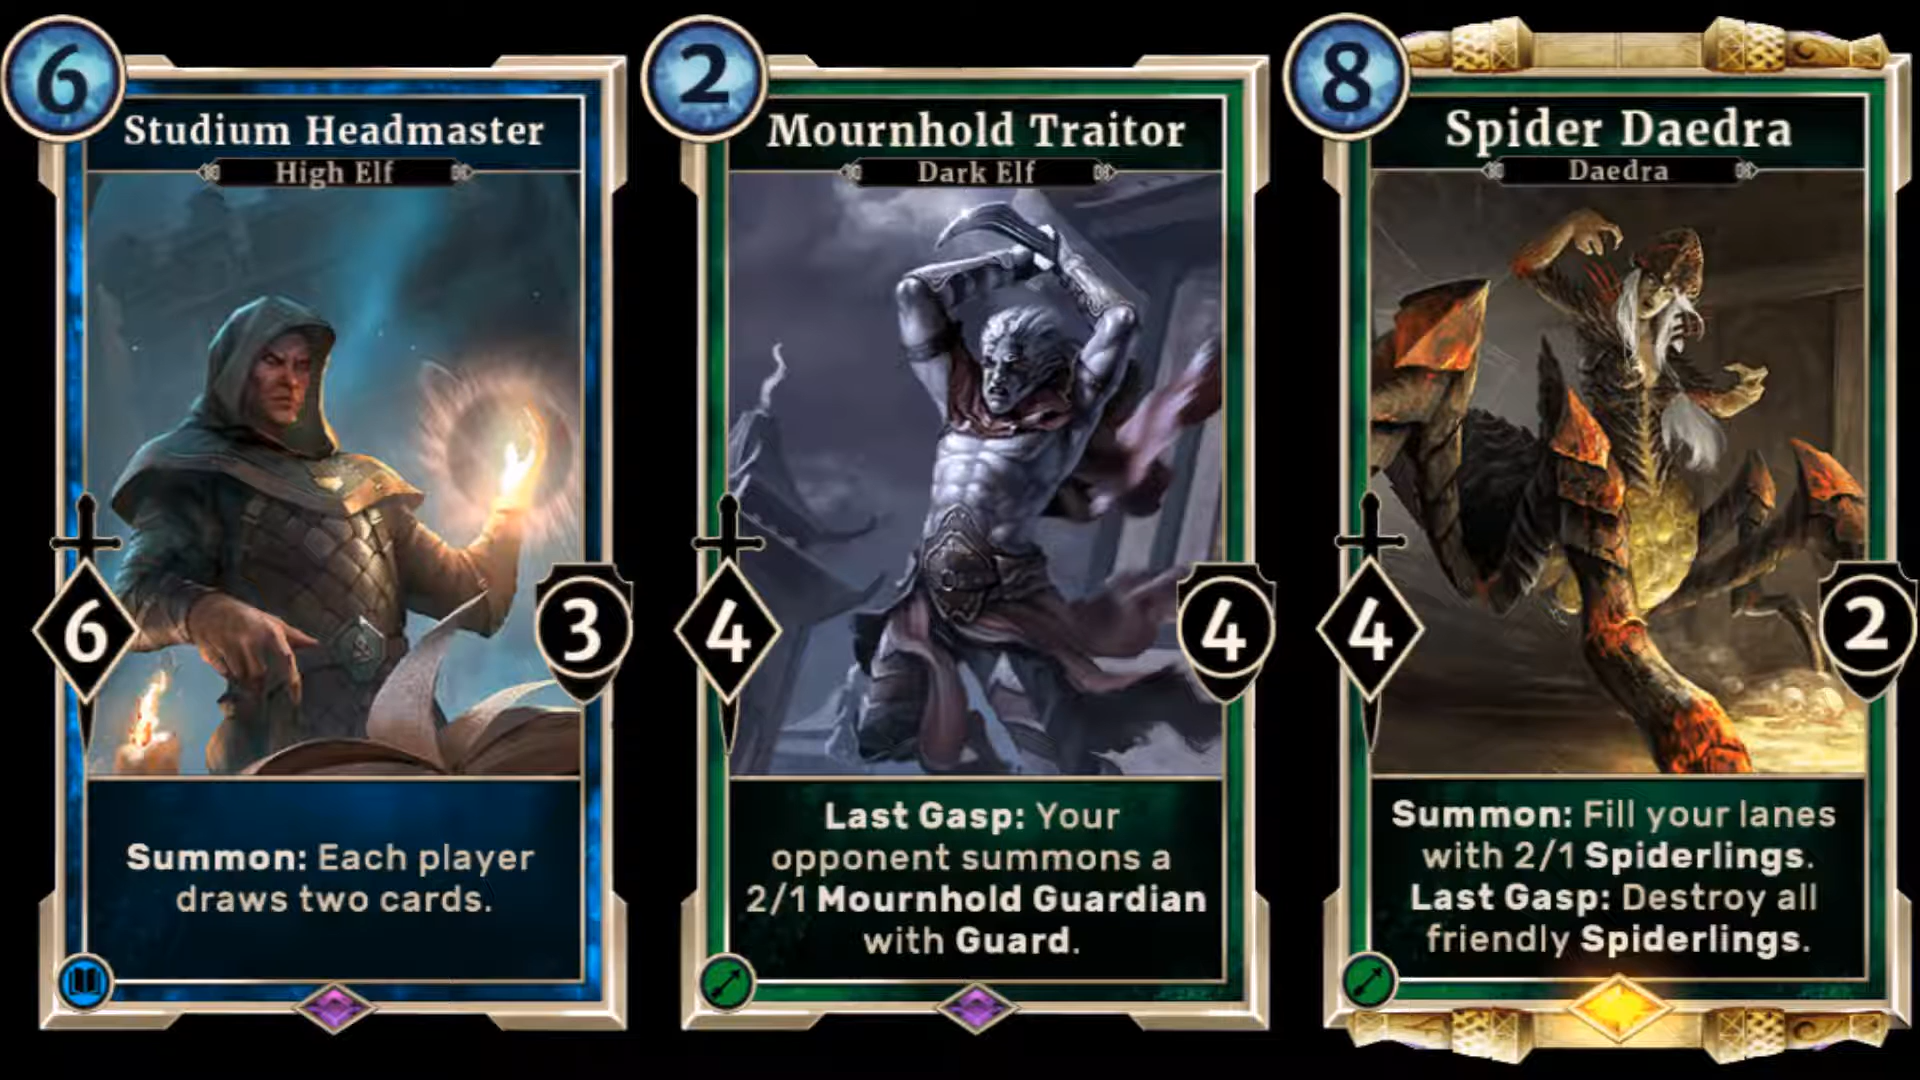 6
Studium Headmaster
High Elf
6
3
Summon: Each player
draws two cards.
2
Mournhold Traitor
Dark Elf
4
4
Last Gasp: Your
opponent summons a
2/1 Mournhold Guardian
with Guard.
8
Spider Daedra
Daedra
4
2
Summon: Fill your lanes
with 2/1 Spiderlings.
Last Gasp: Destroy all
friendly Spiderlings.